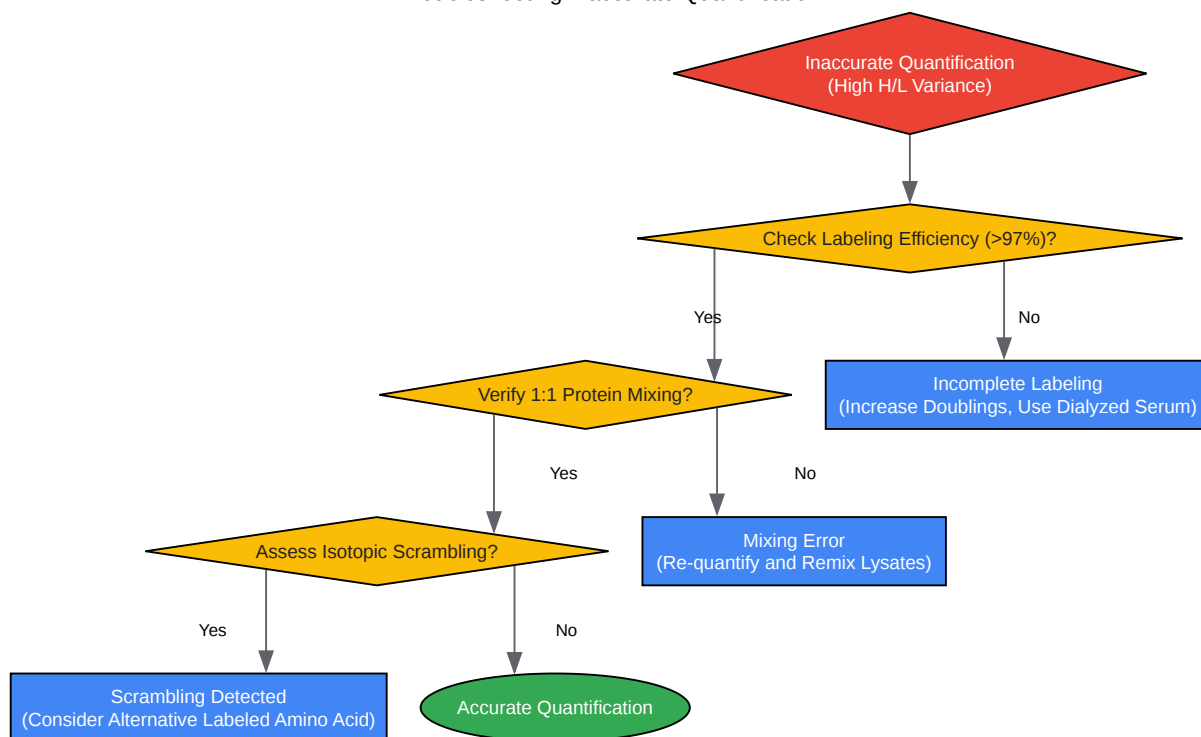 Inaccurate Quantification
(High H/L Variance)
Check Labeling Efficiency (>97%)?
Yes
No
Verify 1:1 Protein Mixing?
Incomplete Labeling
(Increase Doublings, Use Dialyzed Serum)
Yes
No
Assess Isotopic Scrambling?
Mixing Error
(Re-quantify and Remix Lysates)
Yes
No
Scrambling Detected
(Consider Alternative Labeled Amino Acid)
Accurate Quantification